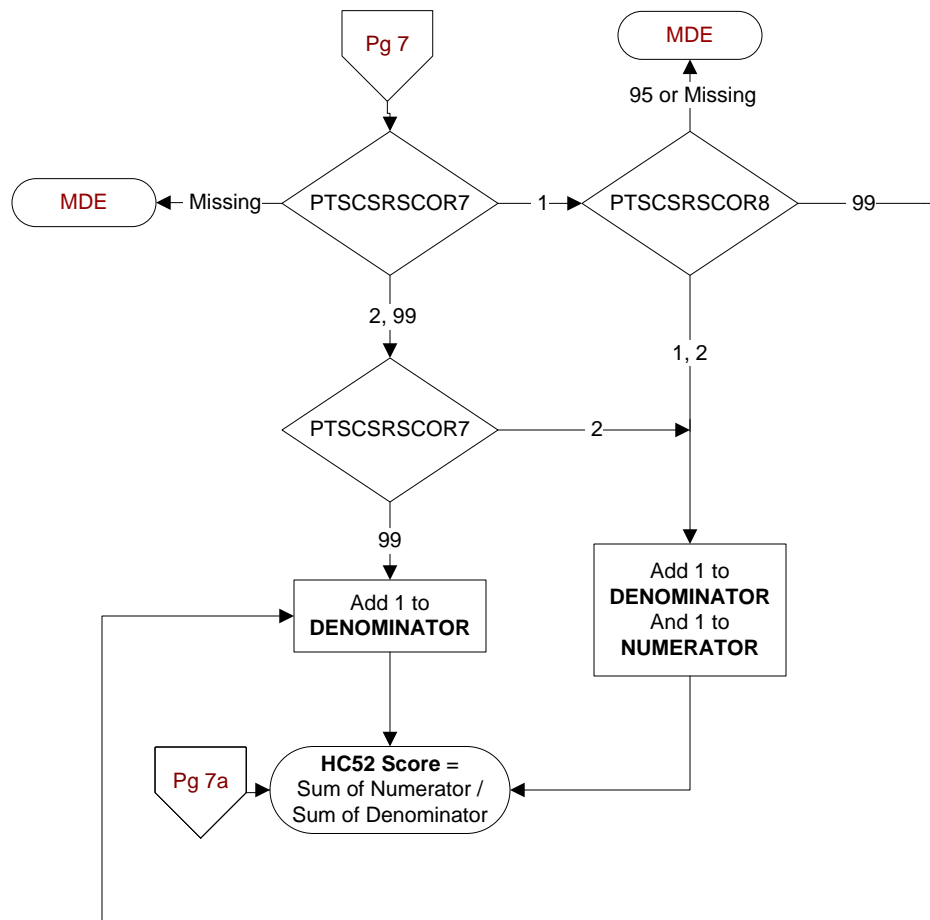 Pg 7
MDE
95 or Missing
MDE
Missing
PTSCSRSCOR7
1
PTSCSRSCOR8
99
2, 99
1, 2
PTSCSRSCOR7
2
99
Add 1 to
DENOMINATOR
Add 1 to
DENOMINATOR
And 1 to
NUMERATOR
Pg 7a
HC52 Score =
Sum of Numerator /
Sum of Denominator